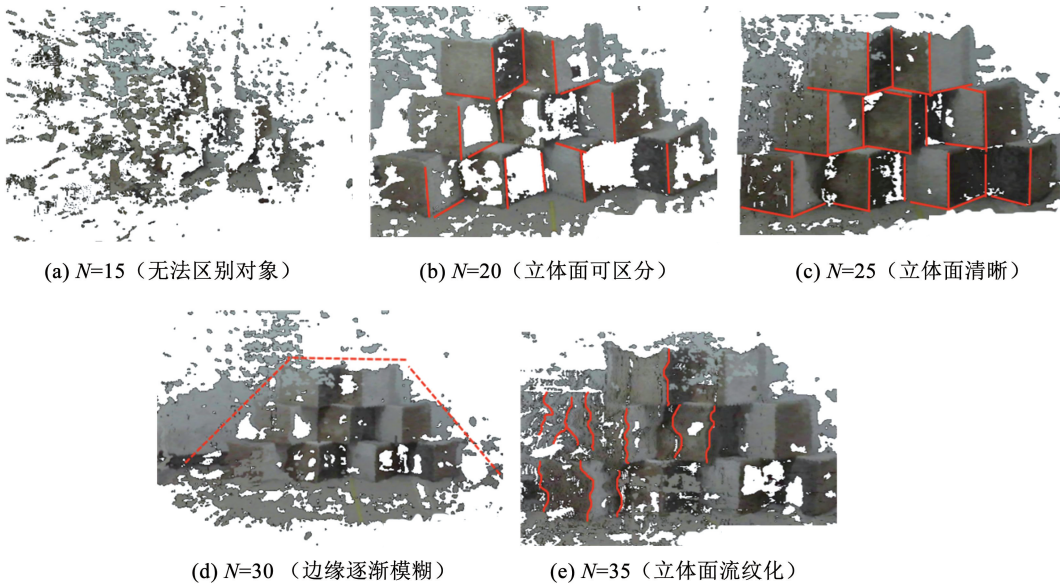 (a) N=15（无法区别对象）
(b) N=20（立体面可区分）
(c) N=25（立体面清晰）
(d) N=30 （边缘逐渐模糊）
(e) N=35（立体面流纹化）